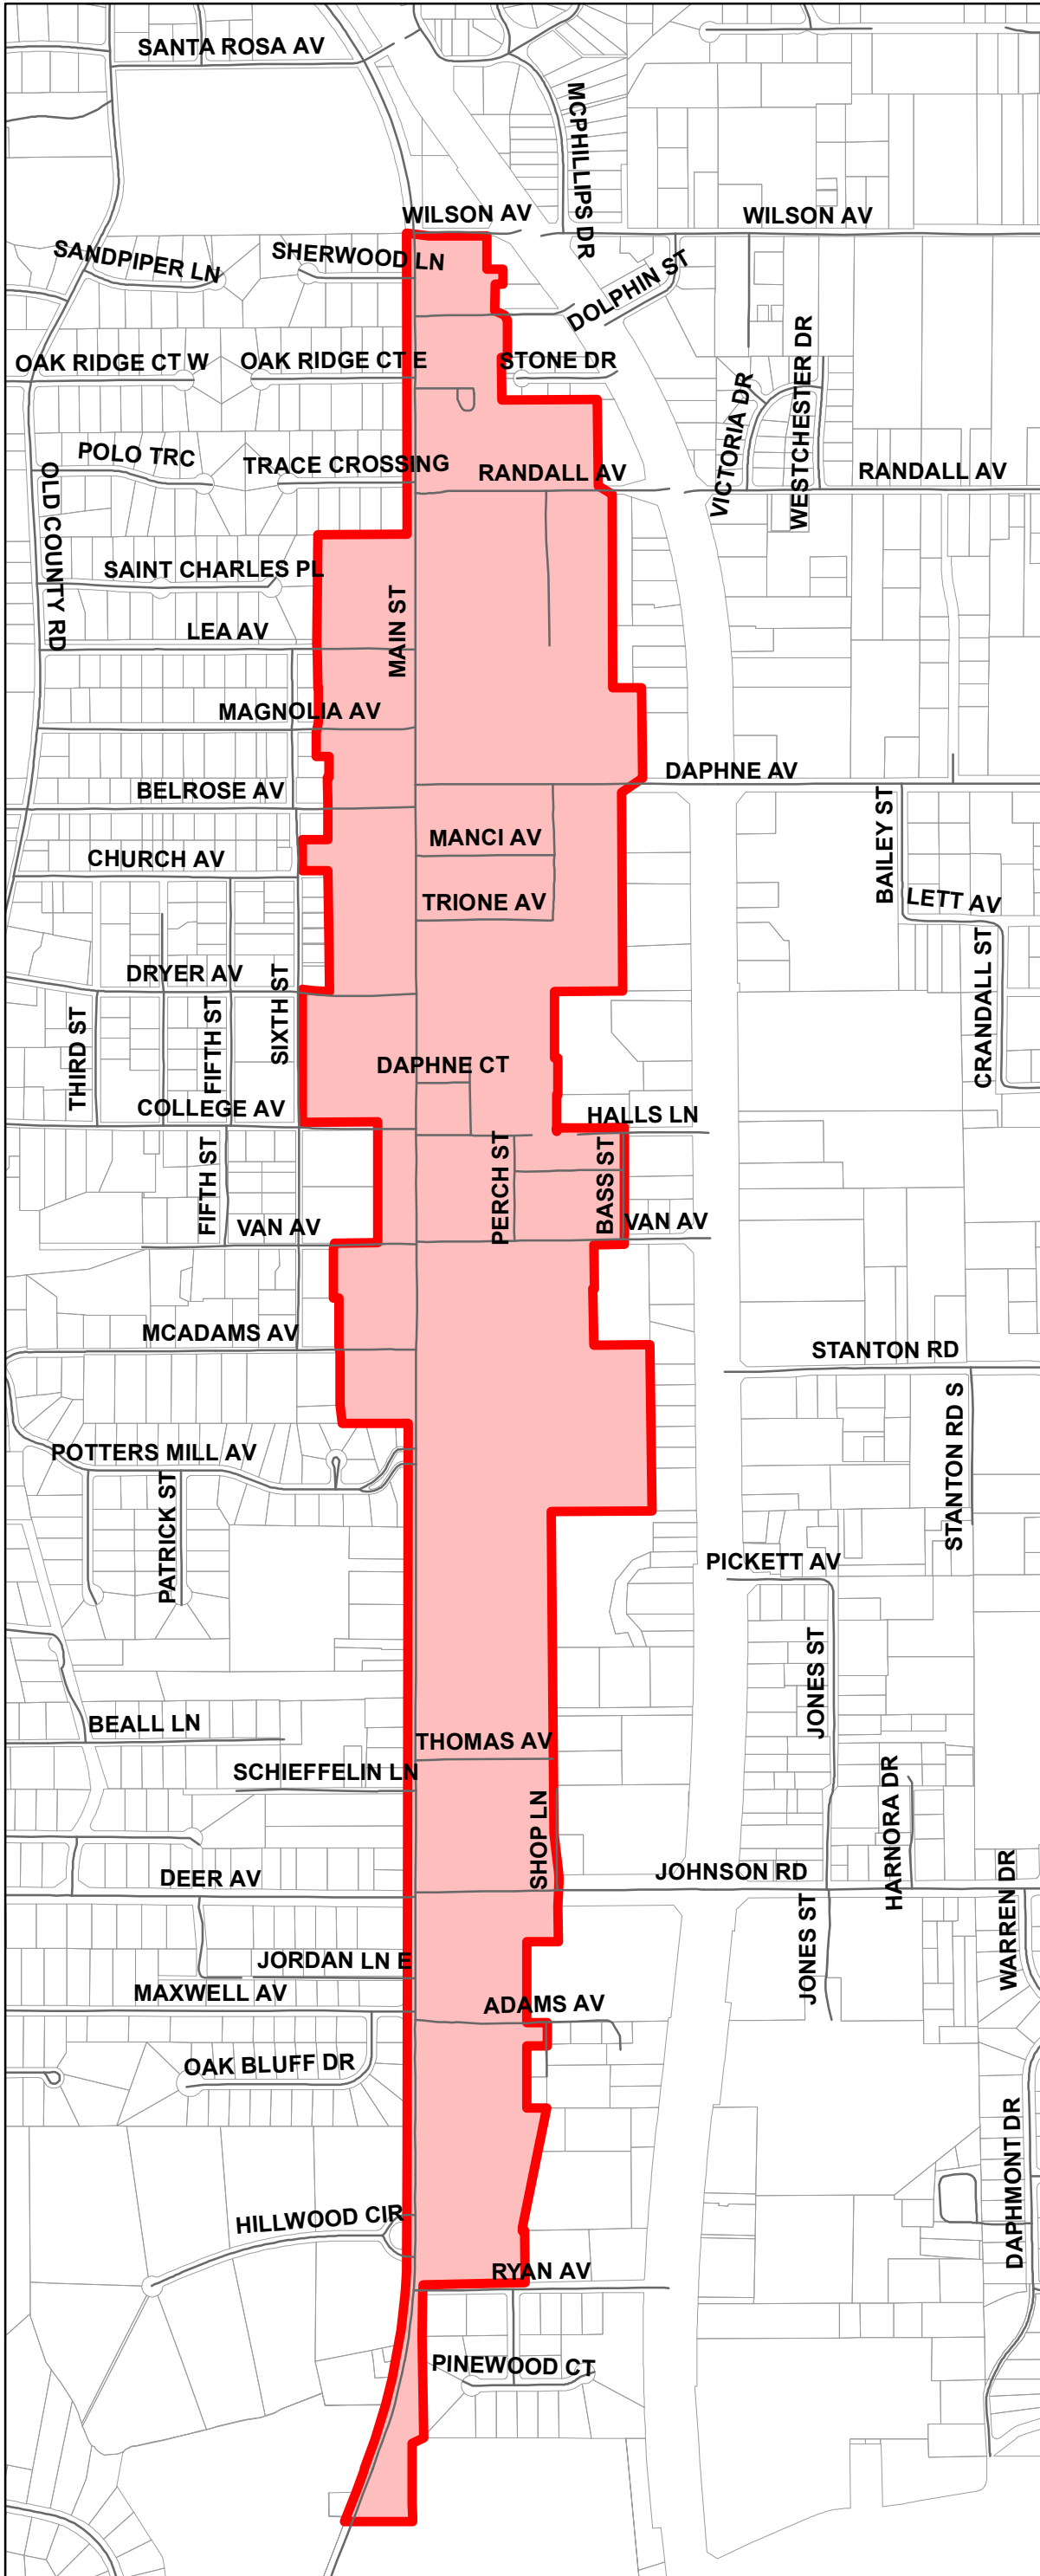 SANTA ROSA AV
MCPHILLIPS DR
WILSON AV
WILSON AV
SANDPIPER LN
SHERWOOD LN
DOLPHIN ST
OAK RIDGE CT W
OAK RIDGE CT E
STONE DR
VICTORIA DR
WESTCHESTER DR
POLO TRC
TRACE CROSSING
RANDALL AV
RANDALL AV
OLD COUNTY RD
SAINT CHARLES PL
MAIN ST
LEA AV
MAGNOLIA AV
DAPHNE AV
BELROSE AV
BAILEY ST
MANCI AV
CHURCH AV
TRIONE AV
LETT AV
CRANDALL ST
DRYER AV
SIXTH ST
FIFTH ST
THIRD ST
DAPHNE CT
COLLEGE AV
HALLS LN
FIFTH ST
PERCH ST
BASS ST
VAN AV
VAN AV
MCADAMS AV
STANTON RD
STANTON RD S
POTTERS MILL AV
PATRICK ST
PICKETT AV
JONES ST
BEALL LN
THOMAS AV
SCHIEFFELIN LN
SHOP LN
HARNORA DR
DEER AV
JOHNSON RD
JONES ST
WARREN DR
JORDAN LN E
MAXWELL AV
ADAMS AV
OAK BLUFF DR
DAPHMONT DR
HILLWOOD CIR
RYAN AV
PINEWOOD CT